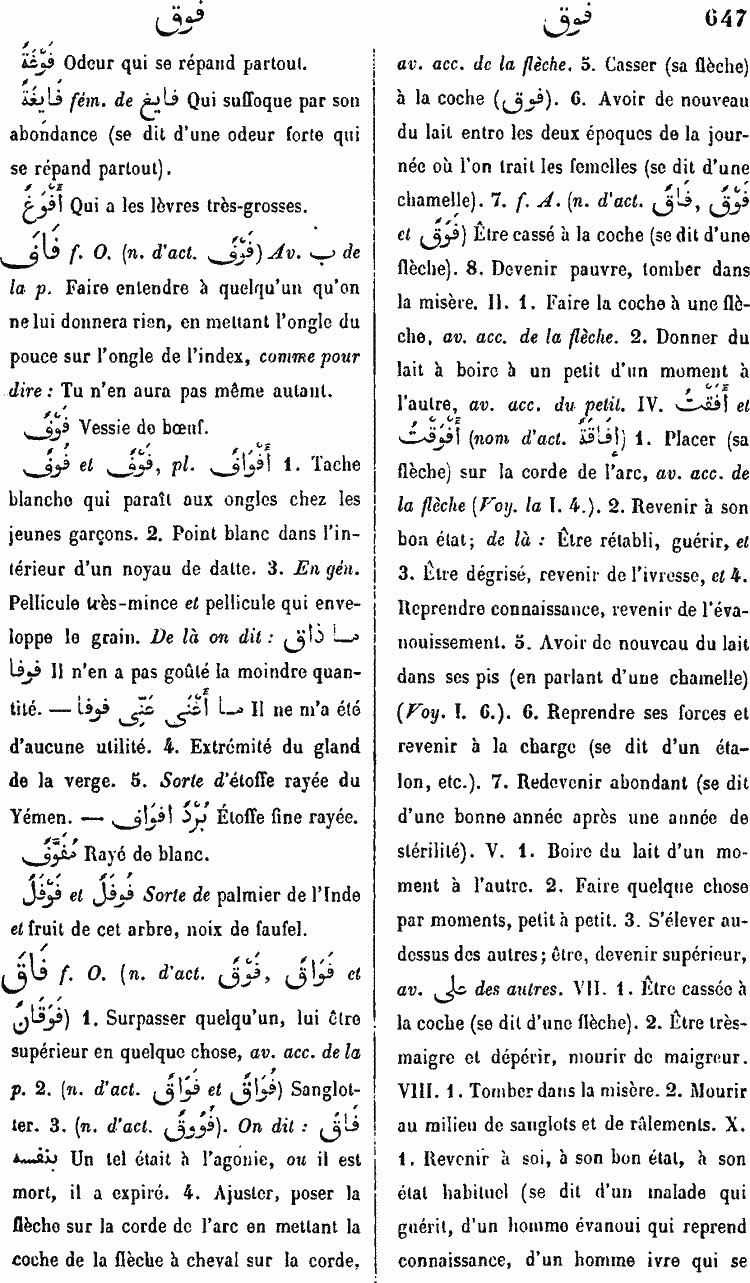 فوق
فوق
647
فَوْغَةٌ Odeur qui se répand partout.
فَايِغَةٌ fém. de فَايِغ Qui suffoque par son
abondance (se dit d'une odeur forte qui
se répand partout).
أَفْوَغُ Qui a les lèvres très-grosses.
f. O. (n. d'act. فَوْفٌ) Av. ب de
la p. Faire entendre à quelqu'un qu'on
ne lui donnera rien, en mettant l'ongle du
pouce sur l'ongle de l'index, comme pour
dire : Tu n'en aura pas même autant.
فَوْفٌ Vessie de bœuf.
فُوفٌ et فَوْفٌ, pl. أَفْوَافٌ 1. Tache
blanche qui paraît aux ongles chez les
jeunes garçons. 2. Point blanc dans l'in-
térieur d'un noyau de datte. 3. En gén.
Pellicule très-mince et pellicule qui enve-
loppe le grain. De là on dit : ما ذاق
فوفا Il n'en a pas goûté la moindre quan-
tité. — ما أَغْنَى عَنِّى فوفا Il ne m'a été
d'aucune utilité. 4. Extrémité du gland
de la verge. 5. Sorte d'étoffe rayée du
Yémen. — بُرْدُ افوَافٍ Étoffe fine rayée.
مُفَوَّفٌ Rayé de blanc.
فُوفَلٌ et فَوْفَلٌ Sorte de palmier de l'Inde
et fruit de cet arbre, noix de faufel.
فَاقَ f. O. (n. d'act. فَوْقٌ, فَوَاقٌ et
فَوَقَانٌ) 1. Surpasser quelqu'un, lui être
supérieur en quelque chose, av. acc. de la
p. 2. (n. d'act. فُوَاقٌ et فُوَّاقٌ) Sanglot-
ter. 3. (n. d'act. فُوُوقٌ). On dit : فَاقَ
بنفسه Un tel était à l'agonie, ou il est
mort, il a expiré. 4. Ajuster, poser la
flèche sur la corde de l'arc en mettant la
coche de la flèche à cheval sur la corde,
av. acc. de la flèche. 5. Casser (sa flèche)
à la coche (فوق). 6. Avoir de nouveau
du lait entre les deux époques de la jour-
née où l'on trait les femelles (se dit d'une
chamelle). 7. f. A. (n. d'act. فَاقٌ, فَوْقٌ
et فَوَقٌ) Être cassé à la coche (se dit d'une
flèche). 8. Devenir pauvre, tomber dans
la misère. II. 1. Faire la coche à une flè-
che, av. acc. de la flèche. 2. Donner du
lait à boire à un petit d'un moment à
l'autre, av. acc. du petit. IV. أَفَقْتُ et
أَفْوَقْتُ (nom d'act. إِفَاقَةٌ) 1. Placer (sa
flèche) sur la corde de l'arc, av. acc. de
la flèche (Voy. la I. 4.). 2. Revenir à son
bon état; de là : Être rétabli, guérir, et
3. Être dégrisé, revenir de l'ivresse, et 4.
Reprendre connaissance, revenir de l'éva-
nouissement. 5. Avoir de nouveau du lait
dans ses pis (en parlant d'une chamelle)
(Voy. I. 6.). 6. Reprendre ses forces et
revenir à la charge (se dit d'un éta-
lon, etc.). 7. Redevenir abondant (se dit
d'une bonne année après une année de
stérilité). V. 1. Boire du lait d'un mo-
ment à l'autre. 2. Faire quelque chose
par moments, petit à petit. 3. S'élever au-
dessus des autres; être, devenir supérieur,
av. على des autres. VII. 1. Être cassée à
la coche (se dit d'une flèche). 2. Être très-
maigre et dépérir, mourir de maigreur.
VIII. 1. Tomber dans la misère. 2. Mourir
au milieu de sanglots et de râlements. X.
1. Revenir à soi, à son bon état, à son
état habituel (se dit d'un malade qui
guérit, d'un homme évanoui qui reprend
connaissance, d'un homme ivre qui se